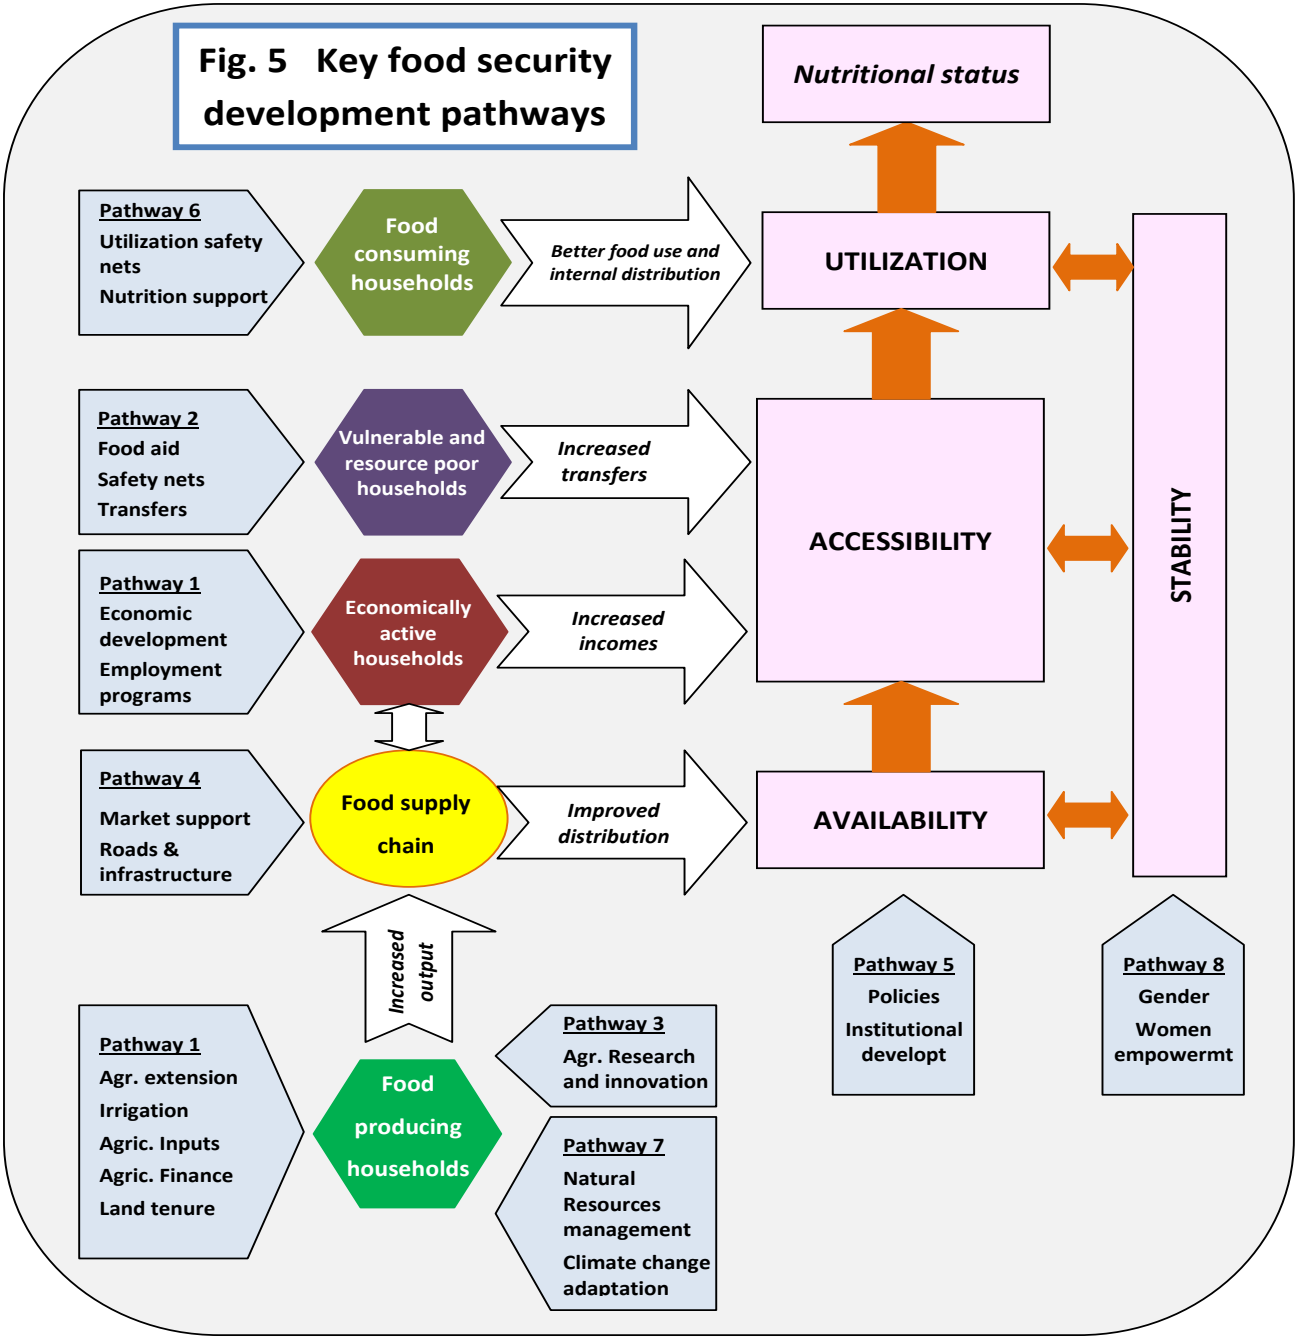 Fig. 5   Key food security
development pathways
Nutritional status
Pathway 6
Utilization safety
nets
Nutrition support
Food
consuming
households
Better food use and
internal distribution
UTILIZATION
Pathway 2
Food aid
Safety nets
Transfers
Vulnerable and
resource poor
households
Increased
transfers
ACCESSIBILITY
STABILITY
Pathway 1
Economic
development
Employment
programs
Economically
active
households
Increased
incomes
Pathway 4
Market support
Roads &
infrastructure
Food supply
chain
Improved
distribution
AVAILABILITY
Increased
output
Pathway 5
Policies
Institutional
developt
Pathway 8
Gender
Women
empowermt
Pathway 1
Agr. extension
Irrigation
Agric. Inputs
Agric. Finance
Land tenure
Food
producing
households
Pathway 3
Agr. Research
and innovation
Pathway 7
Natural
Resources
management
Climate change
adaptation